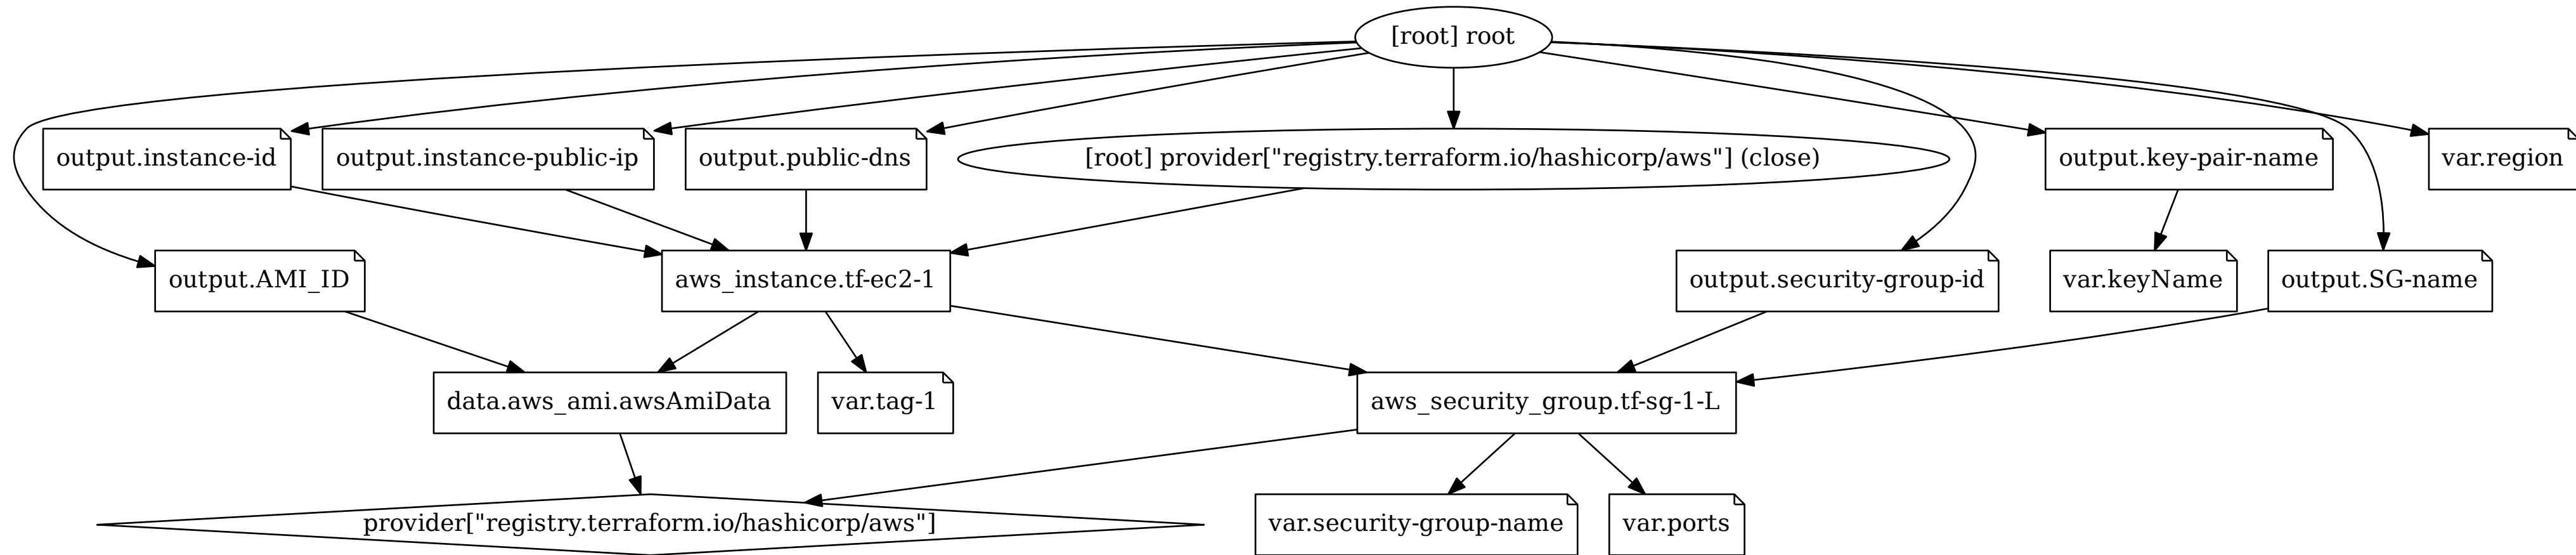 [root] root
output.instance-id
output.instance-public-ip
output.public-dns
[root] provider["registry.terraform.io/hashicorp/aws"] (close)
output.key-pair-name
var.region
output.AMI_ID
aws_instance.tf-ec2-1
output.security-group-id
var.keyName
output.SG-name
data.aws_ami.awsAmiData
var.tag-1
aws_security_group.tf-sg-1-L
provider["registry.terraform.io/hashicorp/aws"]
var.security-group-name
var.ports